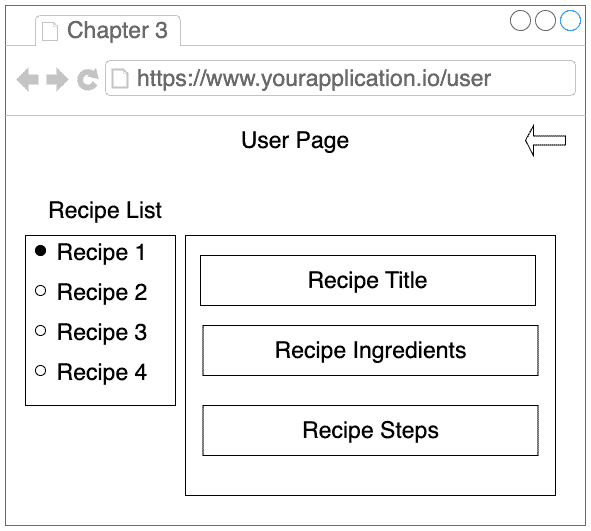 Chapter 3
https://www.yourapplication.io/user
User Page
Recipe List
Recipe 1
Recipe 2
Recipe 3
Recipe 4
Recipe Title
Recipe Ingredients
Recipe Steps